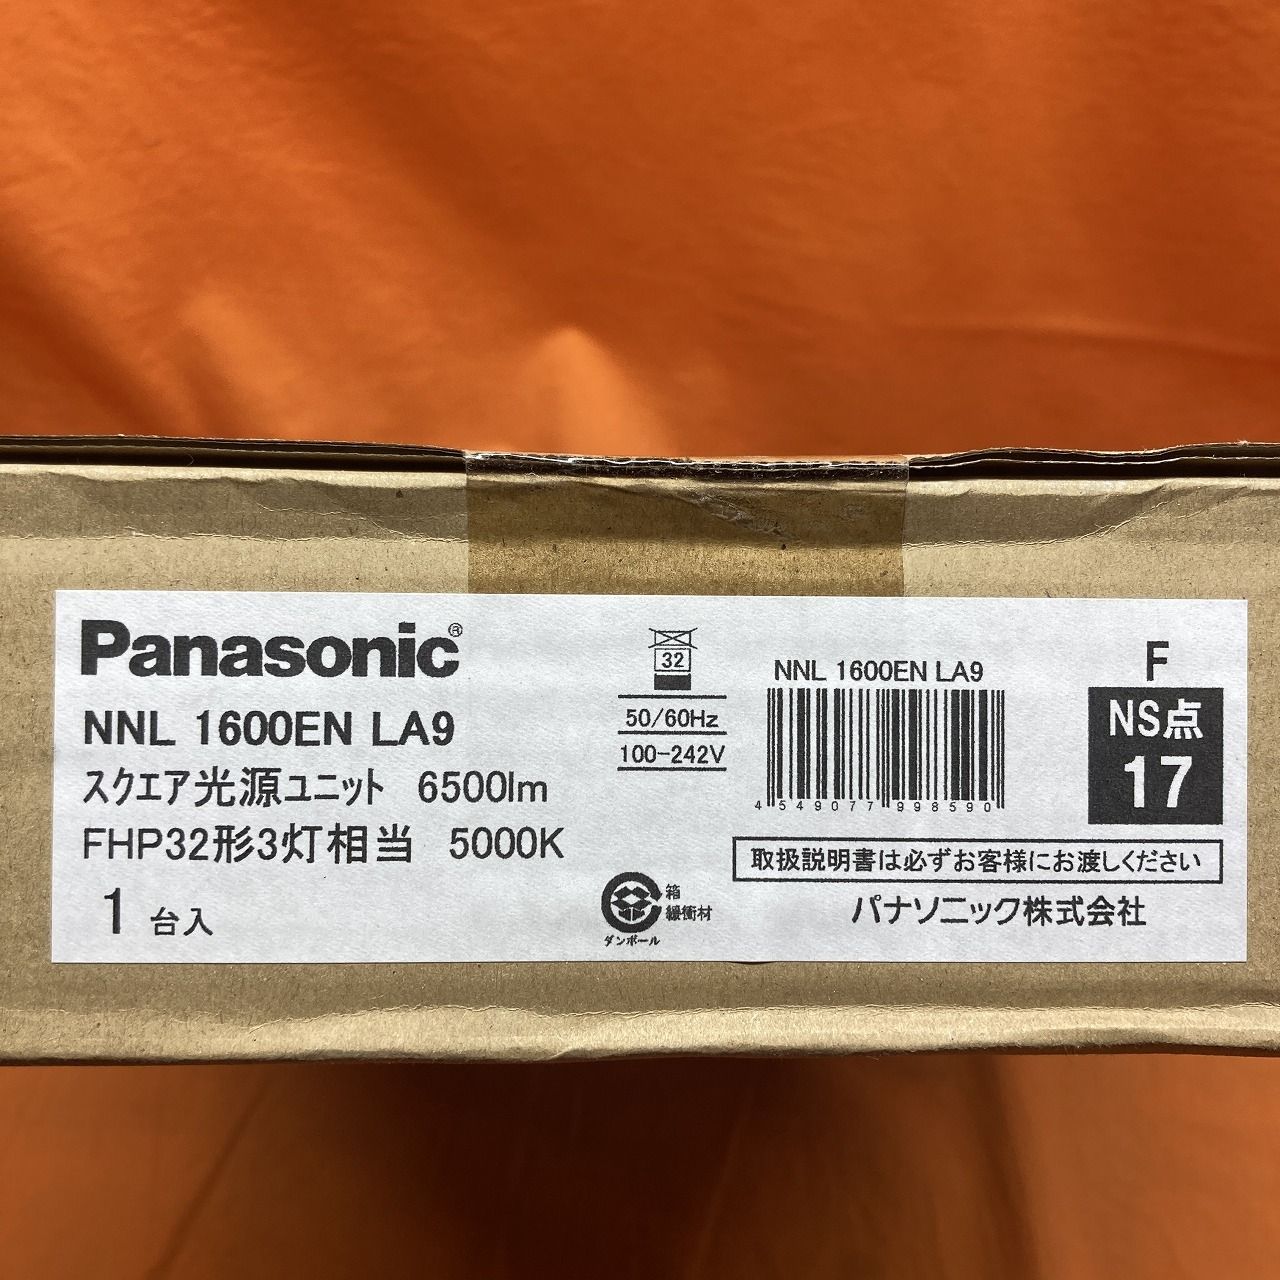 Panasonic®
NNL 1600EN LA9
スクエア光源ユニット 6500lm
FHP32形3灯相当 5000K
1 台入
32
50/60Hz
100-242V
箱
緩衝材
ダンボール
NNL 1600EN LA9
4549077998590
F
NS点
17
取扱説明書は必ずお客様にお渡しください
パナソニック株式会社